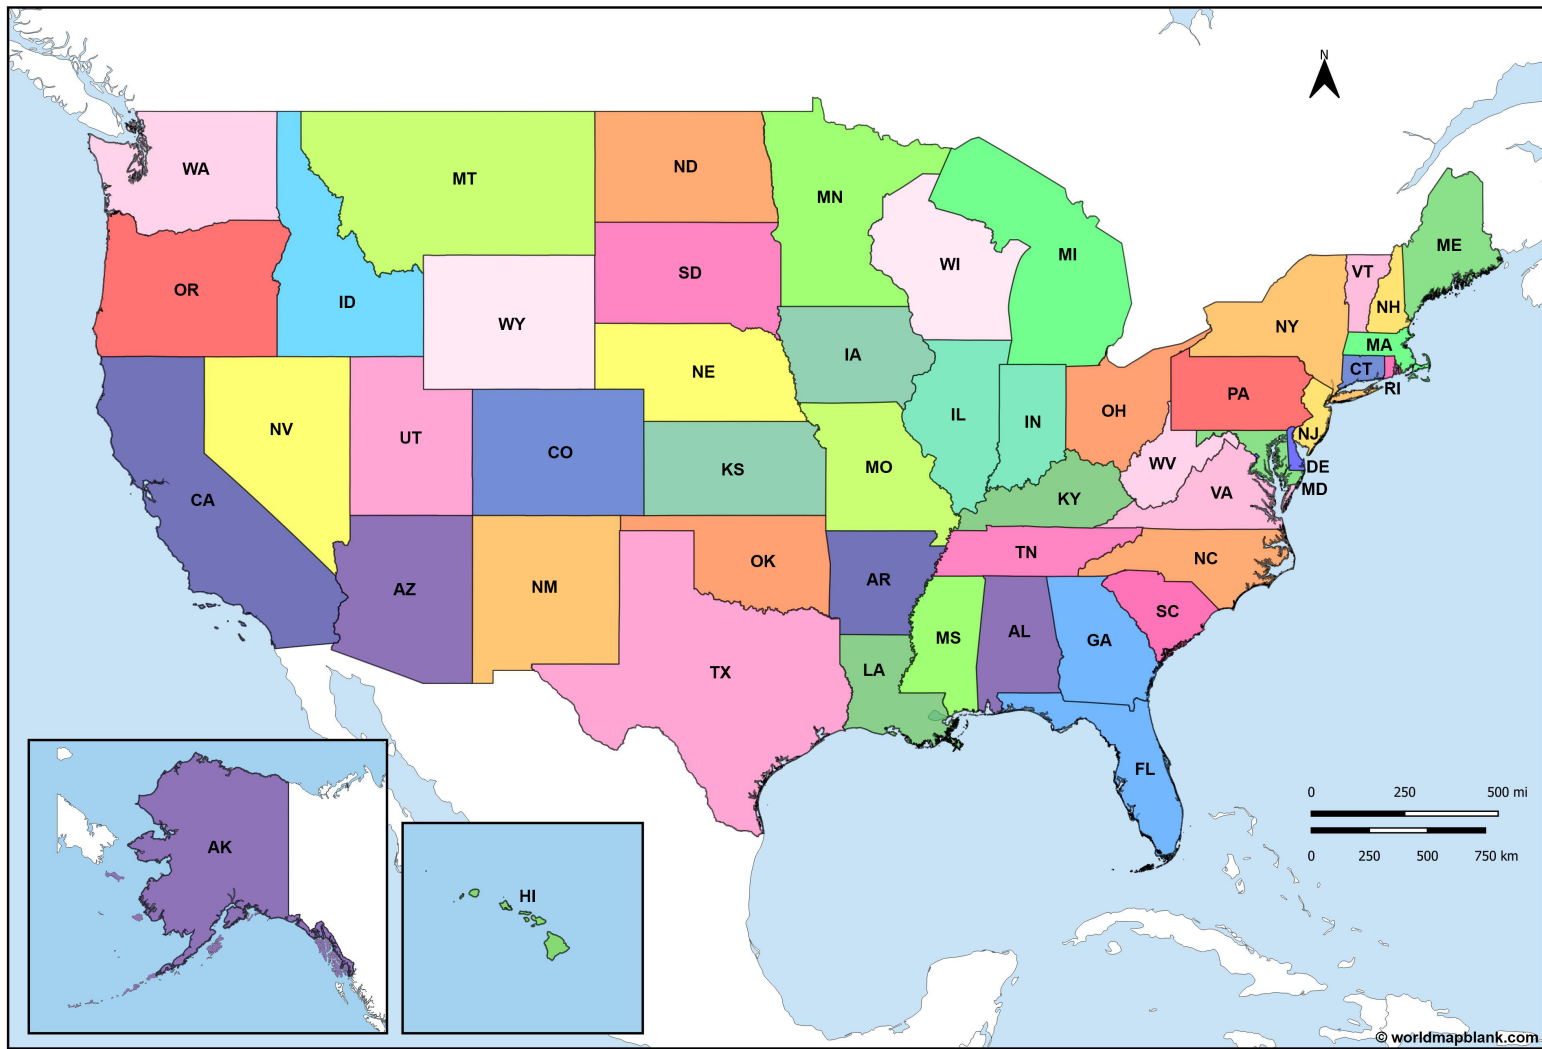 N
WA
MT
ND
MN
ME
OR
ID
SD
WI
MI
VT
NH
WY
NY
MA
IA
NE
CT
RI
PA
NV
UT
CO
KS
MO
IL
IN
OH
NJ
DE
MD
WV
VA
CA
KY
AZ
NM
OK
AR
TN
NC
SC
TX
LA
MS
AL
GA
FL
AK
HI
0 250 500 mi
0 250 500 750 km
© worldmapblank.com